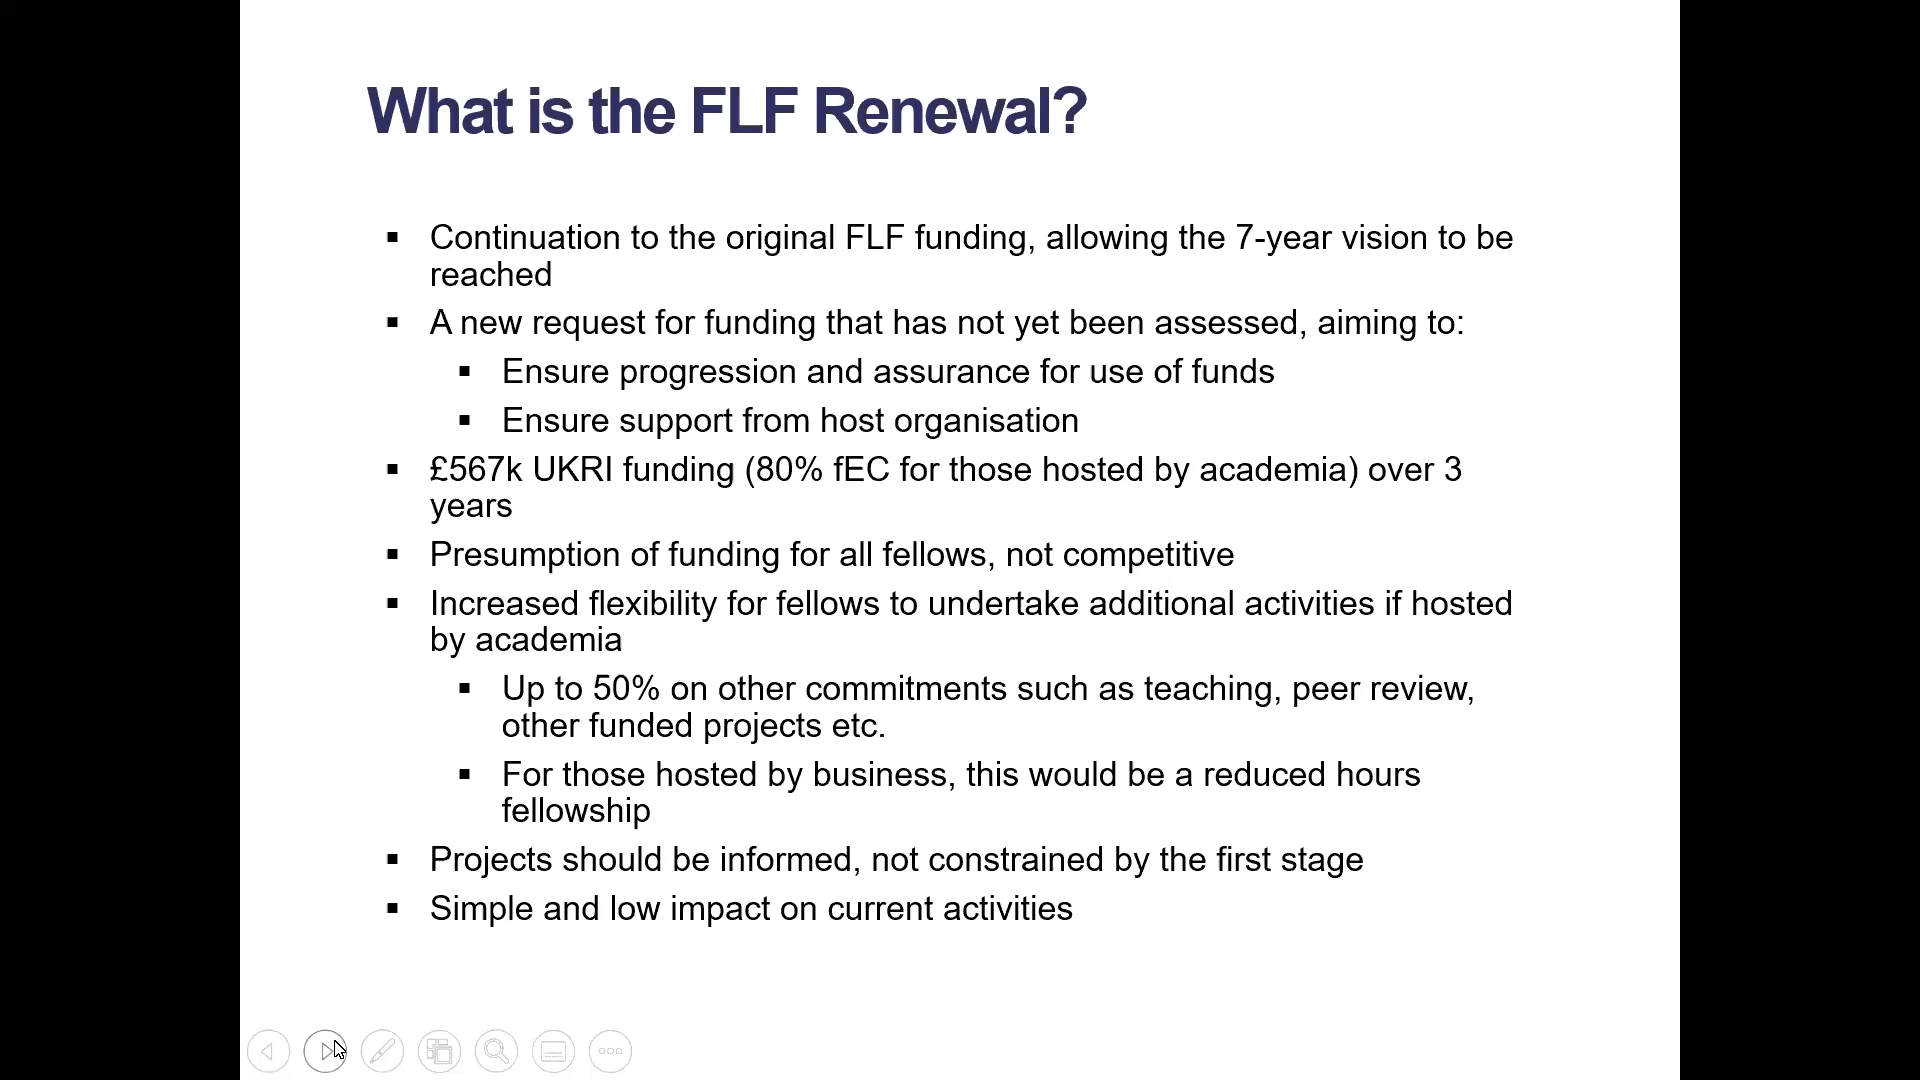 What is the FLF Renewal?
Continuation to the original FLF funding, allowing the 7-year vision to be
reached
A new request for funding that has not yet been assessed, aiming to:
Ensure progression and assurance for use of funds
Ensure support from host organisation
£567k UKRI funding (80% fEC for those hosted by academia) over 3
years
Presumption of funding for all fellows, not competitive
Increased flexibility for fellows to undertake additional activities if hosted
by academia
Up to 50% on other commitments such as teaching, peer review,
other funded projects etc.
For those hosted by business, this would be a reduced hours
fellowship
Projects should be informed, not constrained by the first stage
Simple and low impact on current activities